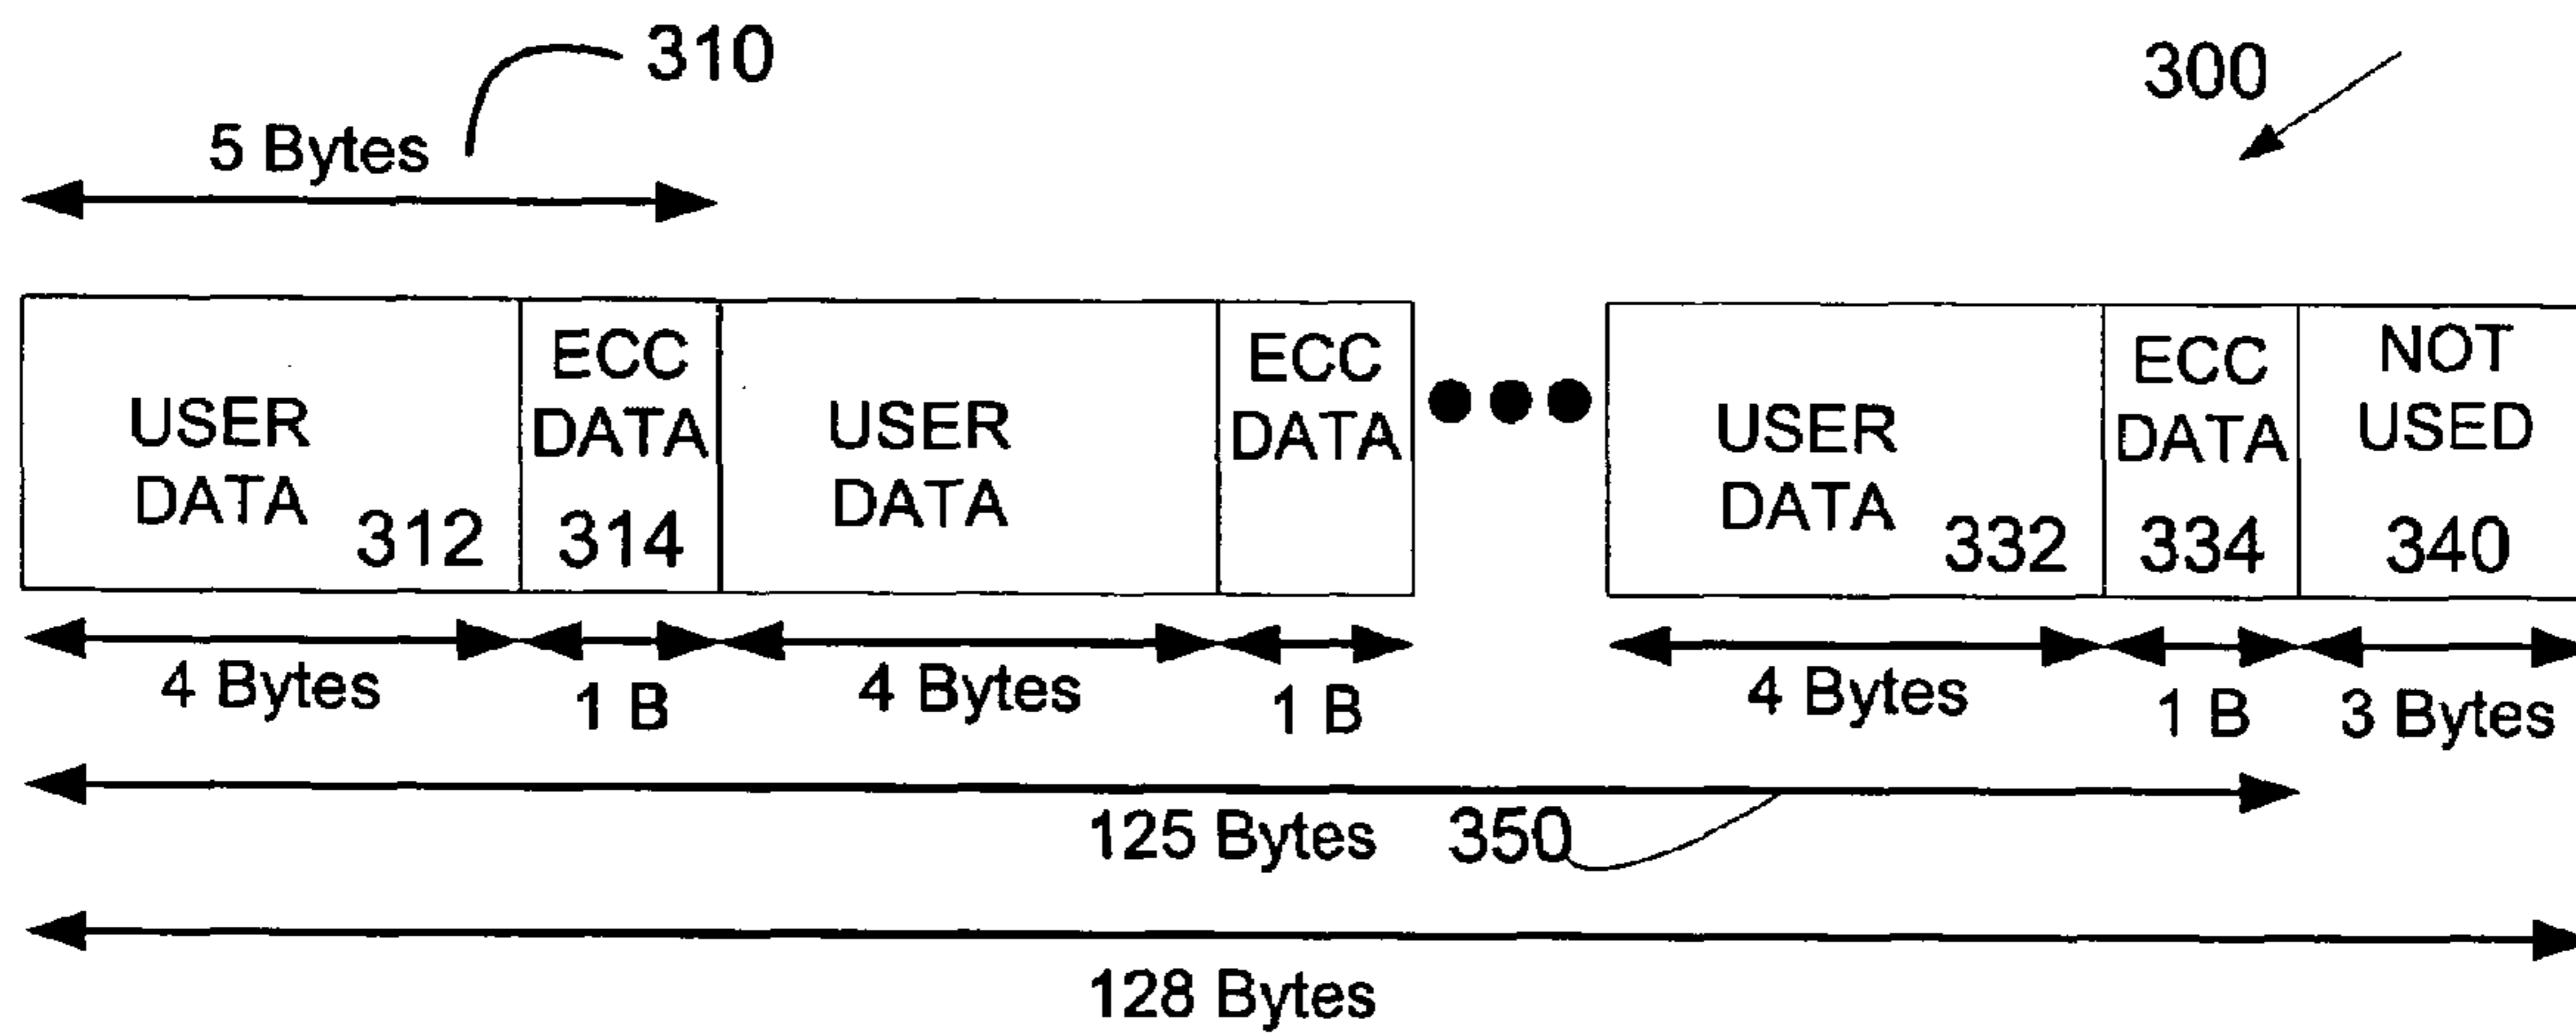 310
300
5 Bytes
USER
DATA
312
ECC
DATA
314
USER
DATA
ECC
DATA
USER
DATA
332
ECC
DATA
334
NOT
USED
340
4 Bytes
1 B
4 Bytes
1 B
4 Bytes
1 B
3 Bytes
125 Bytes
350
128 Bytes